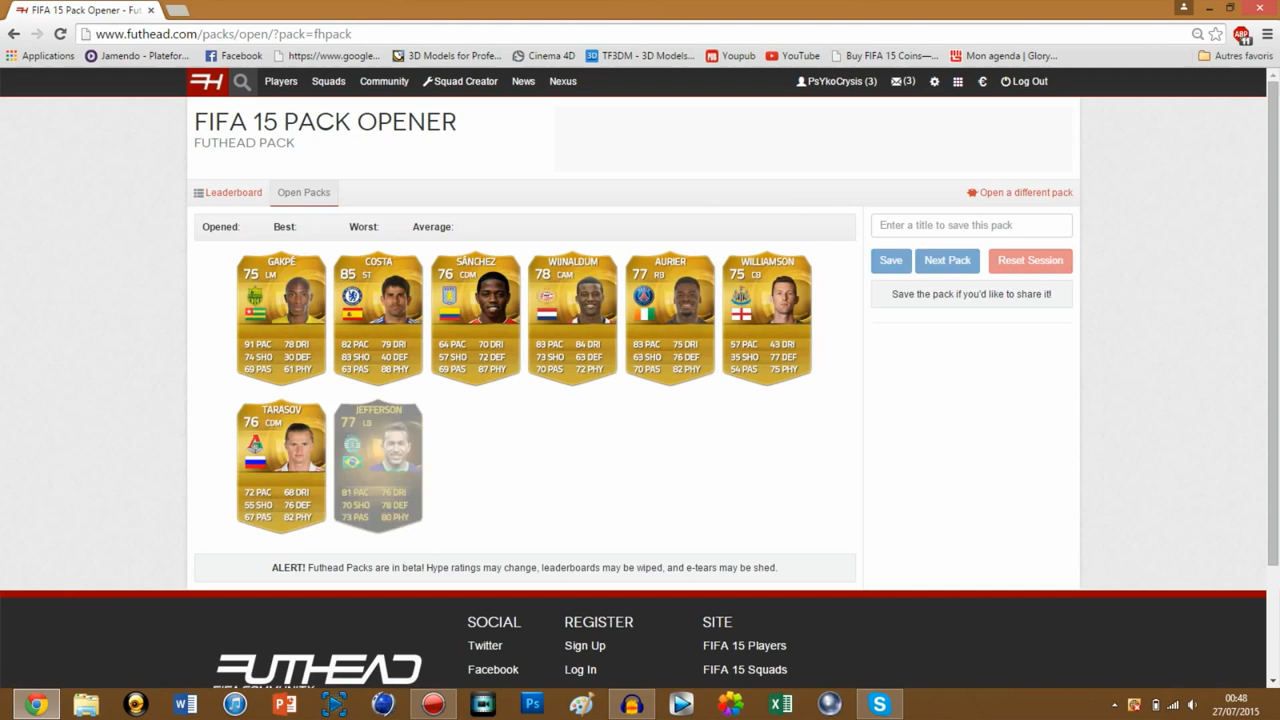 FIFA 15 Pack Opener - Fu
www.futhead.com/packs/open/?pack=fhpack
Applications
Jamendo - Platefor...
Facebook
https://www.google...
3D Models for Profe...
Cinema 4D
TF3DM - 3D Models...
Youpub
YouTube
Buy FIFA 15 Coins—...
Mon agenda | Glory...
Autres favoris
ABP
11
FH
Players
Squads
Community
Squad Creator
News
Nexus
PsYkoCrysis (3)
(3)
€
Log Out
FIFA 15 PACK OPENER
FUTHEAD PACK
Leaderboard
Open Packs
Open a different pack
Opened: Best: Worst: Average:
Enter a title to save this pack
Save
Next Pack
Reset Session
Save the pack if you'd like to share it!
GAKPÉ
75 LM
91 PAC 78 DRI
74 SHO 30 DEF
69 PAS 61 PHY
COSTA
85 ST
82 PAC 79 DRI
83 SHO 40 DEF
63 PAS 88 PHY
SÁNCHEZ
76 CDM
64 PAC 70 DRI
57 SHO 72 DEF
69 PAS 87 PHY
WIJNALDUM
78 CAM
83 PAC 84 DRI
73 SHO 63 DEF
70 PAS 72 PHY
AURIER
77 RB
83 PAC 75 DRI
63 SHO 76 DEF
70 PAS 82 PHY
WILLIAMSON
75 CB
57 PAC 43 DRI
35 SHO 77 DEF
54 PAS 75 PHY
TARASOV
76 CDM
72 PAC 68 DRI
55 SHO 76 DEF
67 PAS 82 PHY
JEFFERSON
77 LB
81 PAC 76 DRI
70 SHO 78 DEF
73 PAS 80 PHY
ALERT! Futhead Packs are in beta! Hype ratings may change, leaderboards may be wiped, and e-tears may be shed.
FUTHEAD
FIFA COMMUNITY
SOCIAL
Twitter
Facebook
REGISTER
Sign Up
Log In
SITE
FIFA 15 Players
FIFA 15 Squads
00:48
27/07/2015